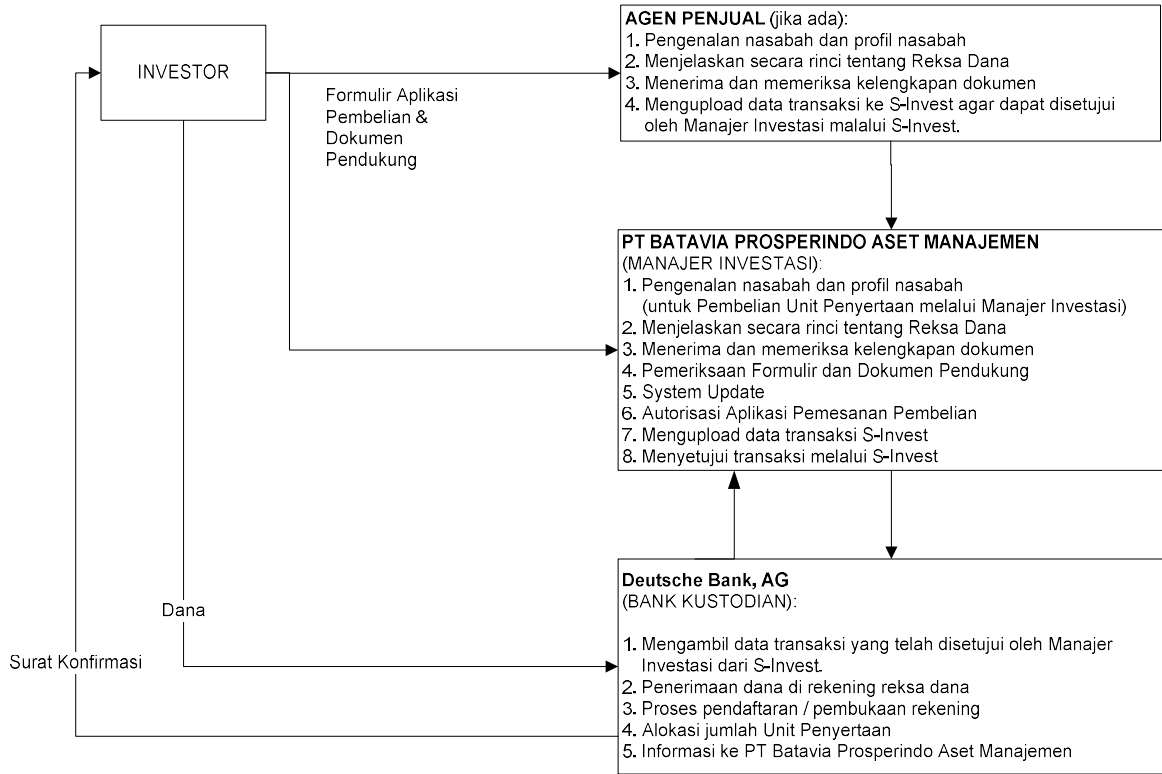 INVESTOR
Formulir Aplikasi
Pembelian &
Dokumen
Pendukung
AGEN PENJUAL (jika ada):
1. Pengenalan nasabah dan profil nasabah
2. Menjelaskan secara rinci tentang Reksa Dana
3. Menerima dan memeriksa kelengkapan dokumen
4. Mengupload data transaksi ke S-Invest agar dapat disetujui
oleh Manajer Investasi malalui S-Invest.
PT BATAVIA PROSPERINDO ASET MANAJEMEN
(MANAJER INVESTASI):
1. Pengenalan nasabah dan profil nasabah
(untuk Pembelian Unit Penyertaan melalui Manajer Investasi)
2. Menjelaskan secara rinci tentang Reksa Dana
3. Menerima dan memeriksa kelengkapan dokumen
4. Pemeriksaan Formulir dan Dokumen Pendukung
5. System Update
6. Autorisasi Aplikasi Pemesanan Pembelian
7. Mengupload data transaksi S-Invest
8. Menyetujui transaksi melalui S-Invest
Dana
Surat Konfirmasi
Deutsche Bank, AG
(BANK KUSTODIAN):
1. Mengambil data transaksi yang telah disetujui oleh Manajer
Investasi dari S-Invest.
2. Penerimaan dana di rekening reksa dana
3. Proses pendaftaran / pembukaan rekening
4. Alokasi jumlah Unit Penyertaan
5. Informasi ke PT Batavia Prosperindo Aset Manajemen